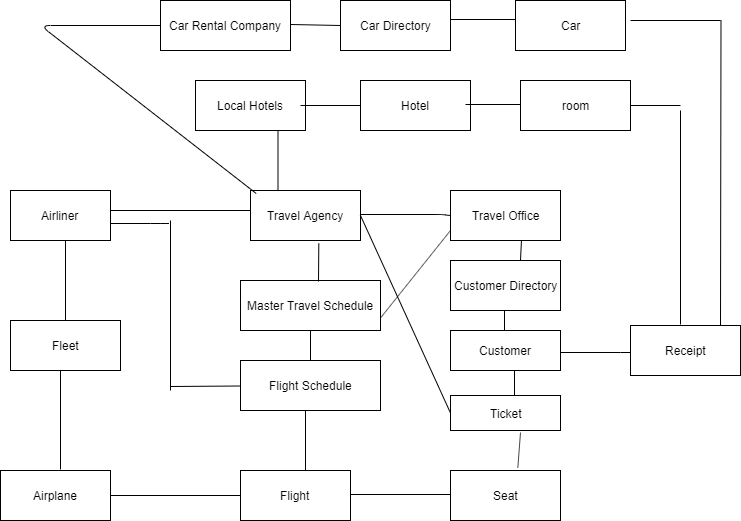 Car Rental Company
Car Directory
Car
Local Hotels
Hotel
room
Airliner
Travel Agency
Travel Office
Master Travel Schedule
Customer Directory
Fleet
Flight Schedule
Customer
Receipt
Ticket
Airplane
Flight
Seat